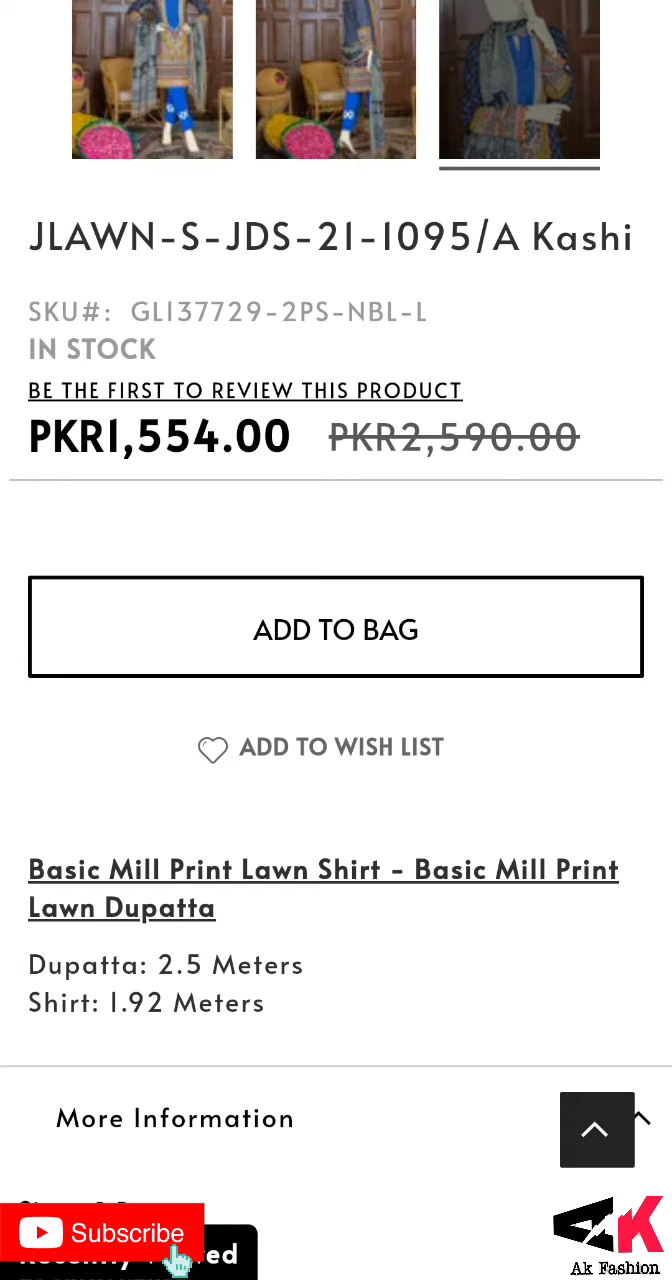 JLAWN-S-JDS-21-1095/A Kashi
SKU#: GL137729-2PS-NBL-L
IN STOCK
BE THE FIRST TO REVIEW THIS PRODUCT
PKR1,554.00 PKR2,590.00
ADD TO BAG
ADD TO WISH LIST
Basic Mill Print Lawn Shirt - Basic Mill Print
Lawn Dupatta
Dupatta: 2.5 Meters
Shirt: 1.92 Meters
More Information
Subscribe
AK
Ak Fashion